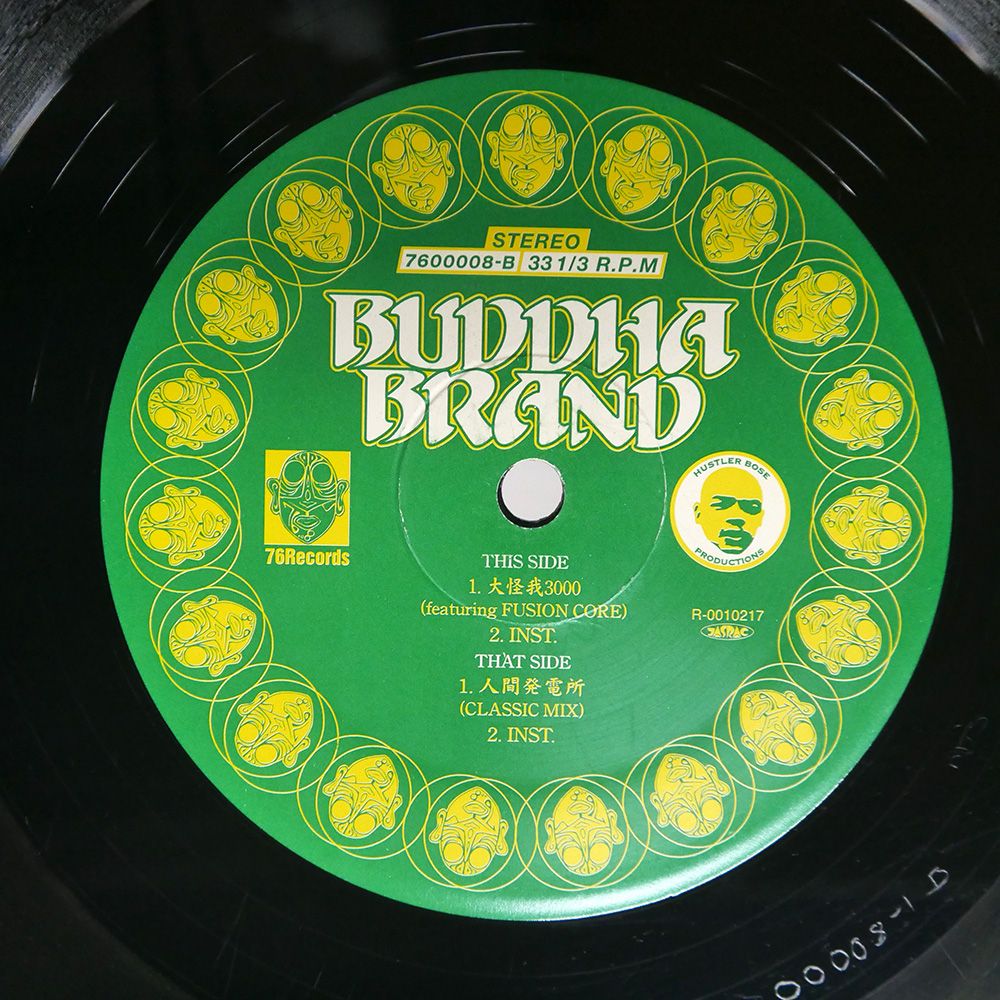 STEREO
7600008-B 33 1/3 R.P.M
BUDDHA
BRAND
76Records
HUSTLER BOSE
PRODUCTIONS
THIS SIDE
1. 大怪我3000
(featuring FUSION CORE)
2. INST.
THAT SIDE
1. 人間発電所
(CLASSIC MIX)
2. INST.
R-0010217
JASRAC
00008-1 B